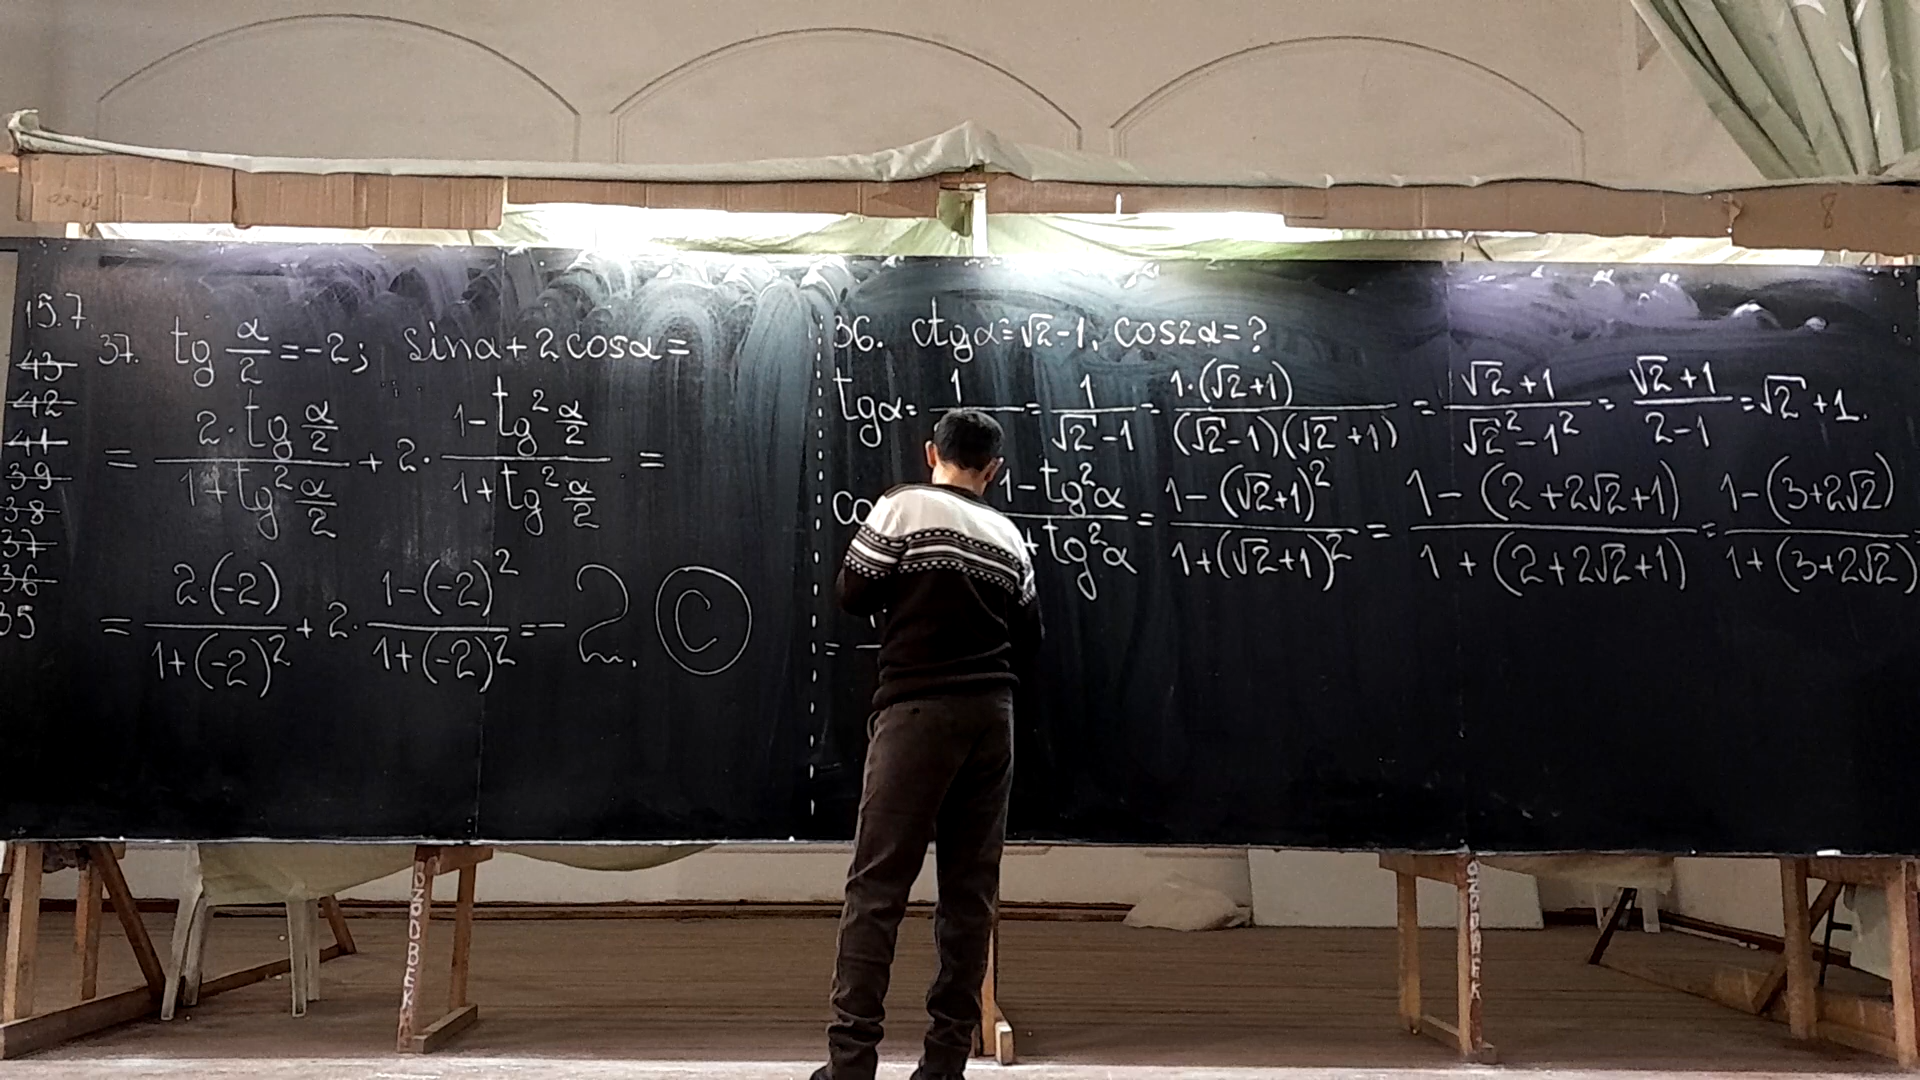 15.7
43
42
41
39
38
37
36
35
37. tg α/2 = -2; sinα + 2cosα =
= (2·tg α/2)/(1+tg² α/2) + 2·(1-tg² α/2)/(1+tg² α/2) =
= (2·(-2))/(1+(-2)²) + 2·(1-(-2)²)/(1+(-2)²) = -2. C
36. ctgα = √2-1. cos2α = ?
tgα = 1/ = 1/(√2-1) = (1·(√2+1))/((√2-1)(√2+1)) = (√2+1)/(√2²-1²) = (√2+1)/(2-1) = √2+1.
co (1-tg²α)/(+tg²α) = (1-(√2+1)²)/(1+(√2+1)²) = (1-(2+2√2+1))/(1+(2+2√2+1)) = (1-(3+2√2))/(1+(3+2√2)) =
=
8
OZODBEK